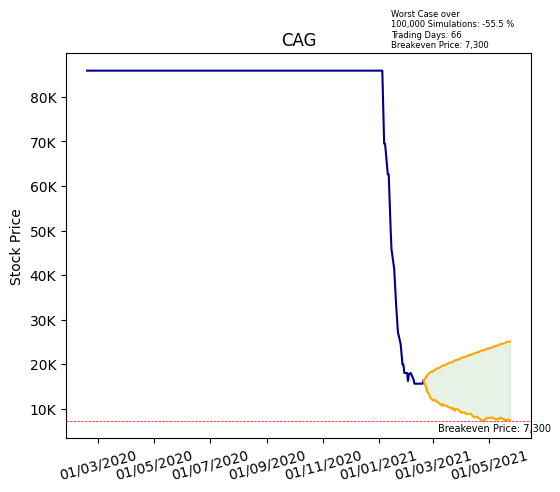 Worst Case over
100,000 Simulations: -55.5 %
Trading Days: 66
Breakeven Price: 7,300
CAG
Stock Price
80K
70K
60K
50K
40K
30K
20K
10K
Breakeven Price: 7,300
01/03/2020
01/05/2020
01/07/2020
01/09/2020
01/11/2020
01/01/2021
01/03/2021
01/05/2021